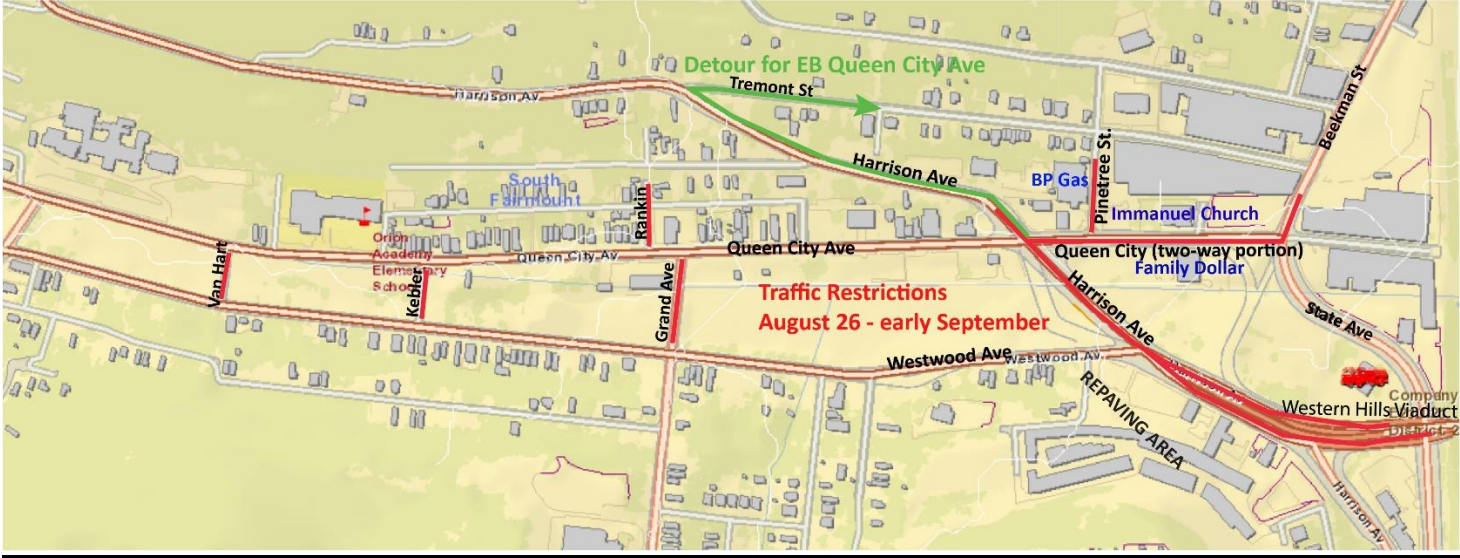 Beekman St
Detour for EB Queen City Ave
Tremont St
Harrison Av
Harrison Ave
Pinetree St.
BP Gas
South
Fairmount
Rankin
Immanuel Church
Orion
Academy
Elementary
School
Queen City Av
Queen City Ave
Queen City (two-way portion)
Family Dollar
Van Hart
Kebler
Grand Ave
Traffic Restrictions
August 26 - early September
Harrison Ave
State Ave
Westwood Ave
Westwood Av
REPAVING AREA
Company
Western Hills Viaduct
District 2
Harrison Av